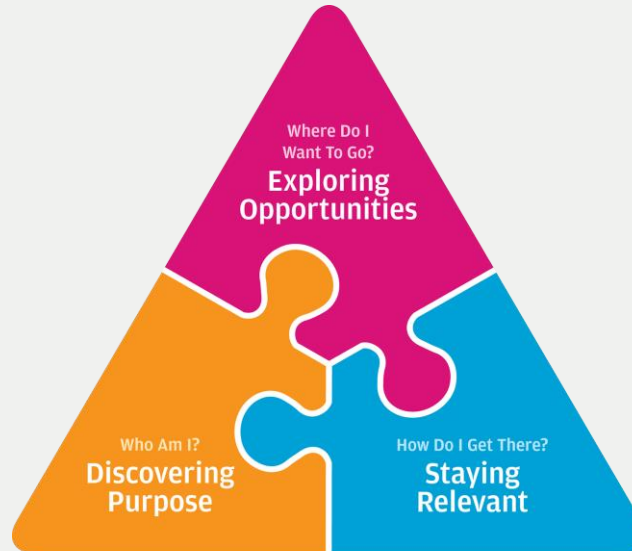 Where Do I
Want To Go?
Exploring
Opportunities
Who Am I?
Discovering
Purpose
How Do I Get There?
Staying
Relevant